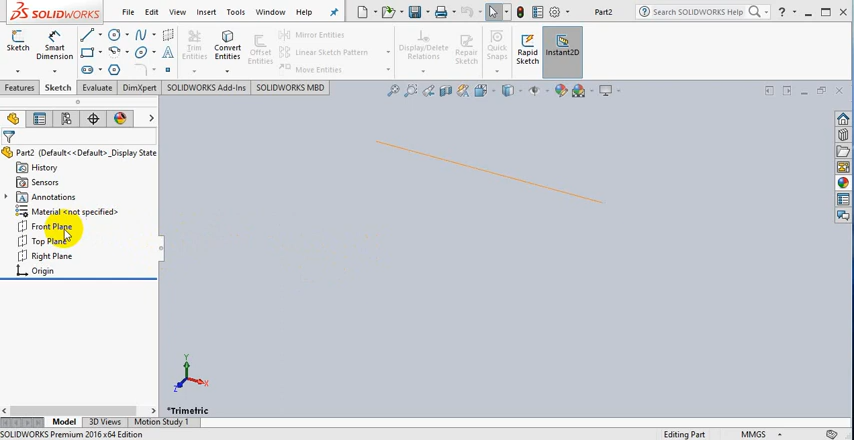 SOLIDWORKS File Edit View Insert Tools Window Help Part2 Search SOLIDWORKS Help
Sketch Smart Dimension Trim Entities Convert Entities Offset Entities Mirror Entities Linear Sketch Pattern Move Entities Display/Delete Relations Quick Snaps Rapid Sketch Instant2D
Features Sketch Evaluate DimXpert SOLIDWORKS Add-Ins SOLIDWORKS MBD
Part2 (Default<<Default>_Display State
History
Sensors
Annotations
Material <not specified>
Front Plane
Top Plane
Right Plane
Origin
Y
X
Z
*Trimetric
Model 3D Views Motion Study 1
SOLIDWORKS Premium 2016 x64 Edition Editing Part MMGS